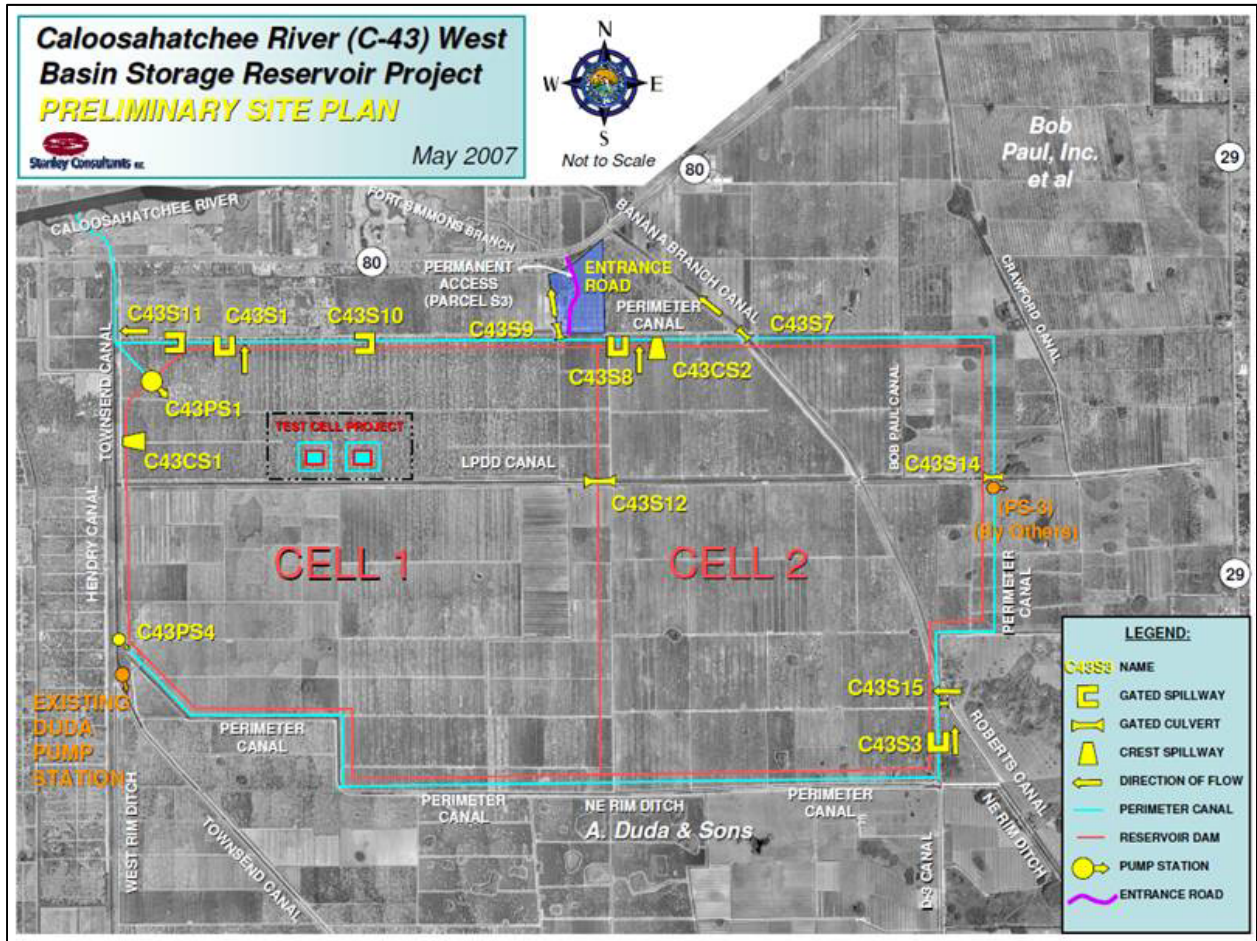 Caloosahatchee River (C-43) West
Basin Storage Reservoir Project
PRELIMINARY SITE PLAN
Stanley Consultants INC.
May 2007
N
W
E
S
Not to Scale
Bob
Paul, Inc.
et al
29
80
CALOOSAHATCHEE RIVER
FORT SIMMONS BRANCH
BANANA BRANCH CANAL
80
PERMANENT
ACCESS
(PARCEL S3)
ENTRANCE
ROAD
PERIMETER
CANAL
CRAWFORD CANAL
C43S11
C43S1
C43S10
C43S9
C43S7
C43S8
C43CS2
TOWNSEND CANAL
C43PS1
C43CS1
TEST CELL PROJECT
LPDD CANAL
BOB PAUL CANAL
C43S14
C43S12
(PS-3)
(By Others)
HENDRY CANAL
CELL 1
CELL 2
PERIMETER
CANAL
29
C43PS4
EXISTING
DUDA
PUMP
STATION
PERIMETER
CANAL
C43S15
C43S3
ROBERTS CANAL
NE RIM DITCH
WEST RIM DITCH
TOWNSEND CANAL
PERIMETER
CANAL
NE RIM DITCH
PERIMETER
CANAL
A. Duda & Sons
D-3 CANAL
LEGEND:
C43S3 NAME
GATED SPILLWAY
GATED CULVERT
CREST SPILLWAY
DIRECTION OF FLOW
PERIMETER CANAL
RESERVOIR DAM
PUMP STATION
ENTRANCE ROAD